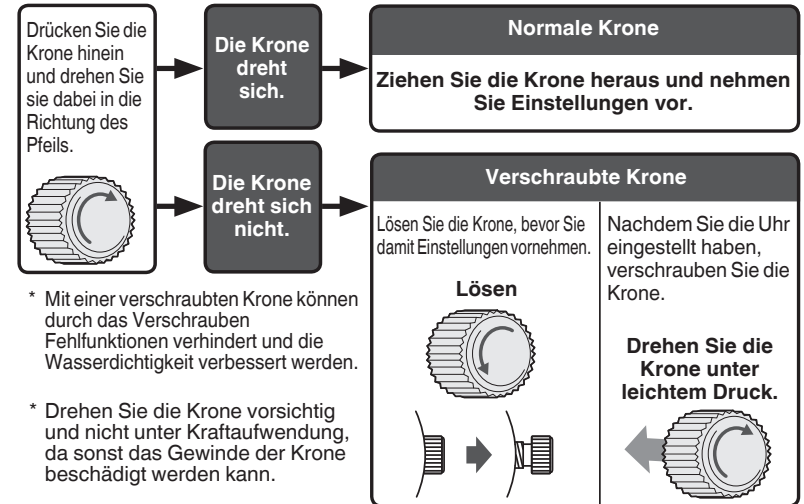 Drücken Sie die
Krone hinein
und drehen Sie
sie dabei in die
Richtung des
Pfeils.
Die Krone
dreht
sich.
Normale Krone
Ziehen Sie die Krone heraus und nehmen
Sie Einstellungen vor.
Die Krone
dreht sich
nicht.
Verschraubte Krone
Lösen Sie die Krone, bevor Sie
damit Einstellungen vornehmen.
Lösen
Nachdem Sie die Uhr
eingestellt haben,
verschrauben Sie die
Krone.
Drehen Sie die
Krone unter
leichtem Druck.
* Mit einer verschraubten Krone können
durch das Verschrauben
Fehlfunktionen verhindert und die
Wasserdichtigkeit verbessert werden.
* Drehen Sie die Krone vorsichtig
und nicht unter Kraftaufwendung,
da sonst das Gewinde der Krone
beschädigt werden kann.